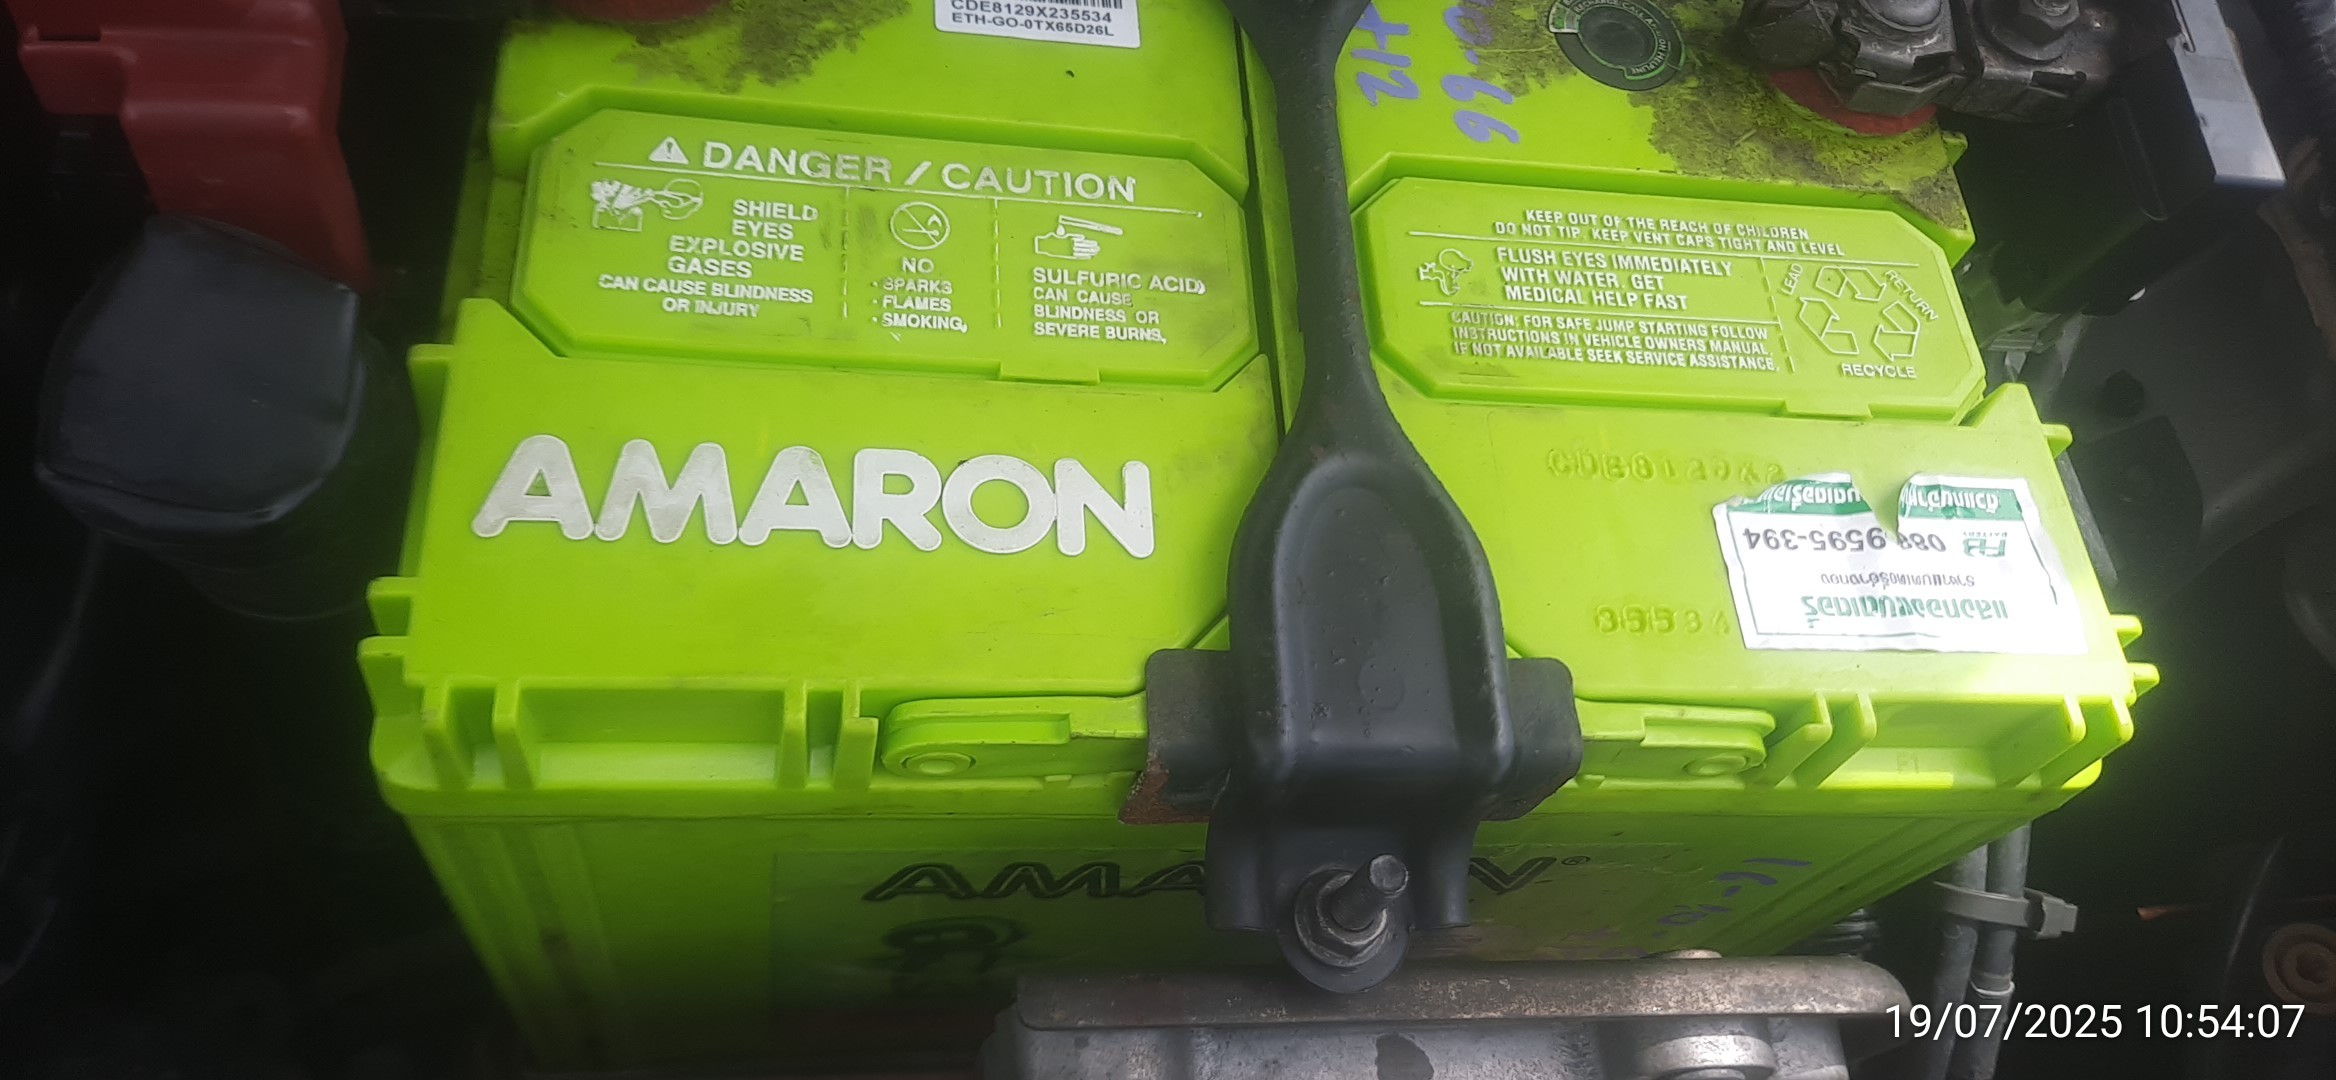 CDE8129X235534
ETH-GO-0TX65D26L
DANGER / CAUTION
SHIELD
EYES
EXPLOSIVE
GASES
CAN CAUSE BLINDNESS
OR INJURY
NO
· SPARKS
· FLAMES
· SMOKING,
SULFURIC ACID
CAN CAUSE
BLINDNESS OR
SEVERE BURNS,
KEEP OUT OF THE REACH OF CHILDREN
DO NOT TIP. KEEP VENT CAPS TIGHT AND LEVEL
FLUSH EYES IMMEDIATELY
WITH WATER. GET
MEDICAL HELP FAST
CAUTION: FOR SAFE JUMP STARTING FOLLOW
INSTRUCTIONS IN VEHICLE OWNERS MANUAL.
IF NOT AVAILABLE SEEK SERVICE ASSISTANCE.
LEAD
RETURN
RECYCLE
AMARON
FB
BATTERY
9595-394
19/07/2025 10:54:07